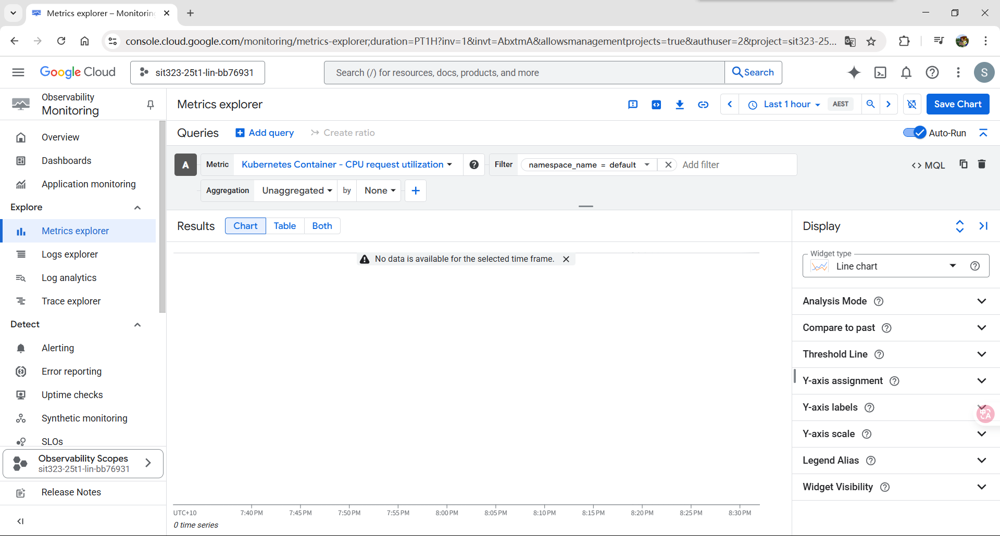 Metrics explorer – Monitorin
console.cloud.google.com/monitoring/metrics-explorer;duration=PT1H?inv=1&invt=AbxtmA&allowsmanagementprojects=true&authuser=2&project=sit323-25...
Google Cloud
sit323-25t1-lin-bb76931
Search (/) for resources, docs, products, and more
Search
S
Observability
Monitoring
Metrics explorer
Last 1 hour
AEST
Save Chart
Overview
Dashboards
Application monitoring
Explore
Metrics explorer
Logs explorer
Log analytics
Trace explorer
Detect
Alerting
Error reporting
Uptime checks
Synthetic monitoring
SLOs
Observability Scopes
sit323-25t1-lin-bb76931
Release Notes
Queries
Add query
Create ratio
Auto-Run
A
Metric
Kubernetes Container - CPU request utilization
Filter
namespace_name = default
Add filter
<> MQL
Aggregation
Unaggregated
by
None
Results
Chart
Table
Both
No data is available for the selected time frame.
UTC+10
7:40 PM
7:45 PM
7:50 PM
7:55 PM
8:00 PM
8:05 PM
8:10 PM
8:15 PM
8:20 PM
8:25 PM
8:30 PM
0 time series
Display
Widget type
Line chart
Analysis Mode
Compare to past
Threshold Line
Y-axis assignment
Y-axis labels
Y-axis scale
Legend Alias
Widget Visibility
中A